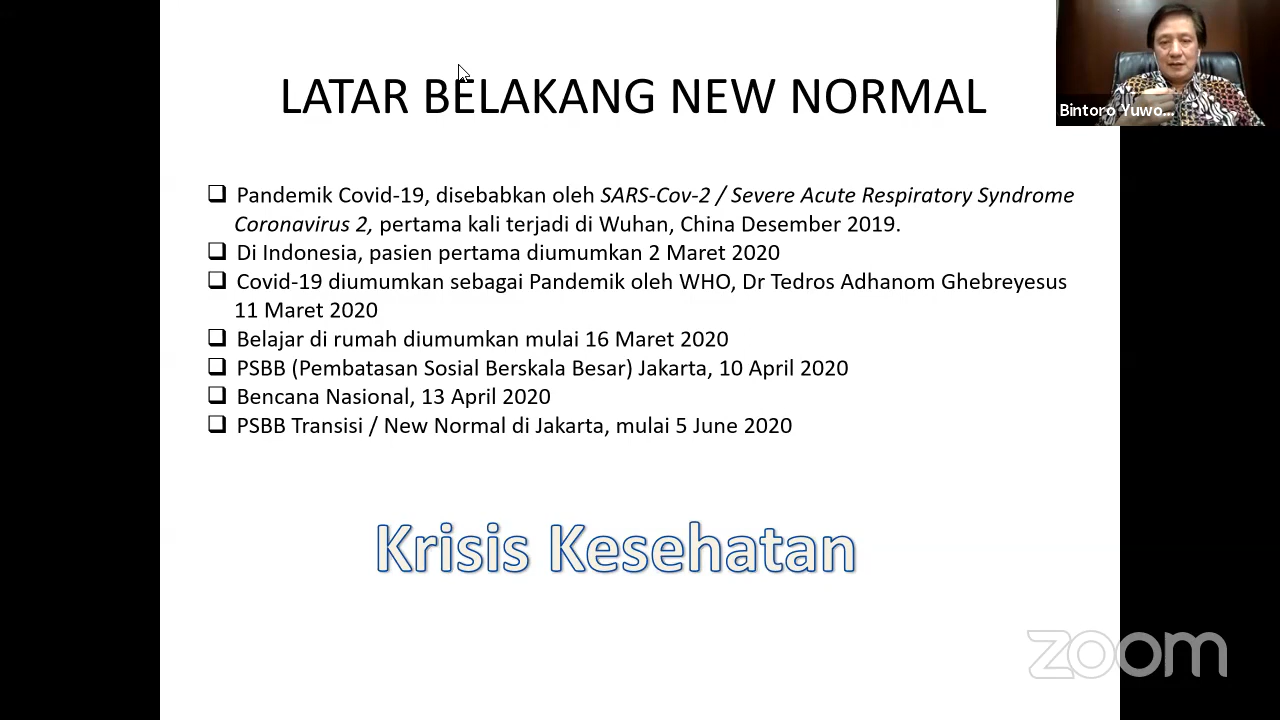 LATAR BELAKANG NEW NORMAL
Bintoro Yuwo...
Pandemik Covid-19, disebabkan oleh SARS-Cov-2 / Severe Acute Respiratory Syndrome
Coronavirus 2, pertama kali terjadi di Wuhan, China Desember 2019.
Di Indonesia, pasien pertama diumumkan 2 Maret 2020
Covid-19 diumumkan sebagai Pandemik oleh WHO, Dr Tedros Adhanom Ghebreyesus
11 Maret 2020
Belajar di rumah diumumkan mulai 16 Maret 2020
PSBB (Pembatasan Sosial Berskala Besar) Jakarta, 10 April 2020
Bencana Nasional, 13 April 2020
PSBB Transisi / New Normal di Jakarta, mulai 5 June 2020
Krisis Kesehatan
zoom